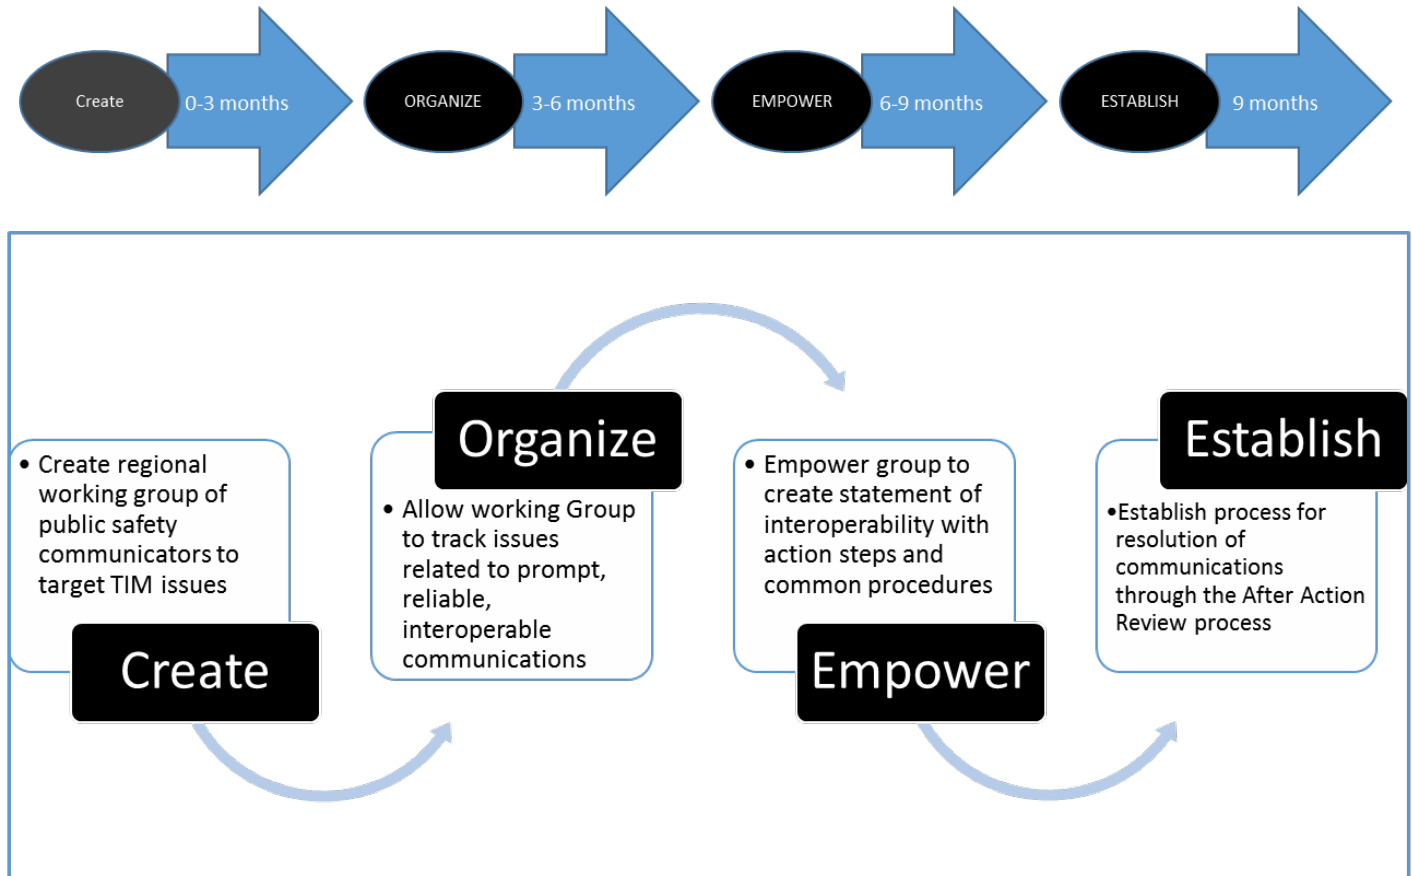 Create
0-3 months
ORGANIZE
3-6 months
EMPOWER
6-9 months
ESTABLISH
9 months
• Create regional
working group of
public safety
communicators to
target TIM issues
Create
Organize
• Allow working Group
to track issues
related to prompt,
reliable,
interoperable
communications
• Empower group to
create statement of
interoperability with
action steps and
common procedures
Empower
Establish
•Establish process for
resolution of
communications
through the After Action
Review process